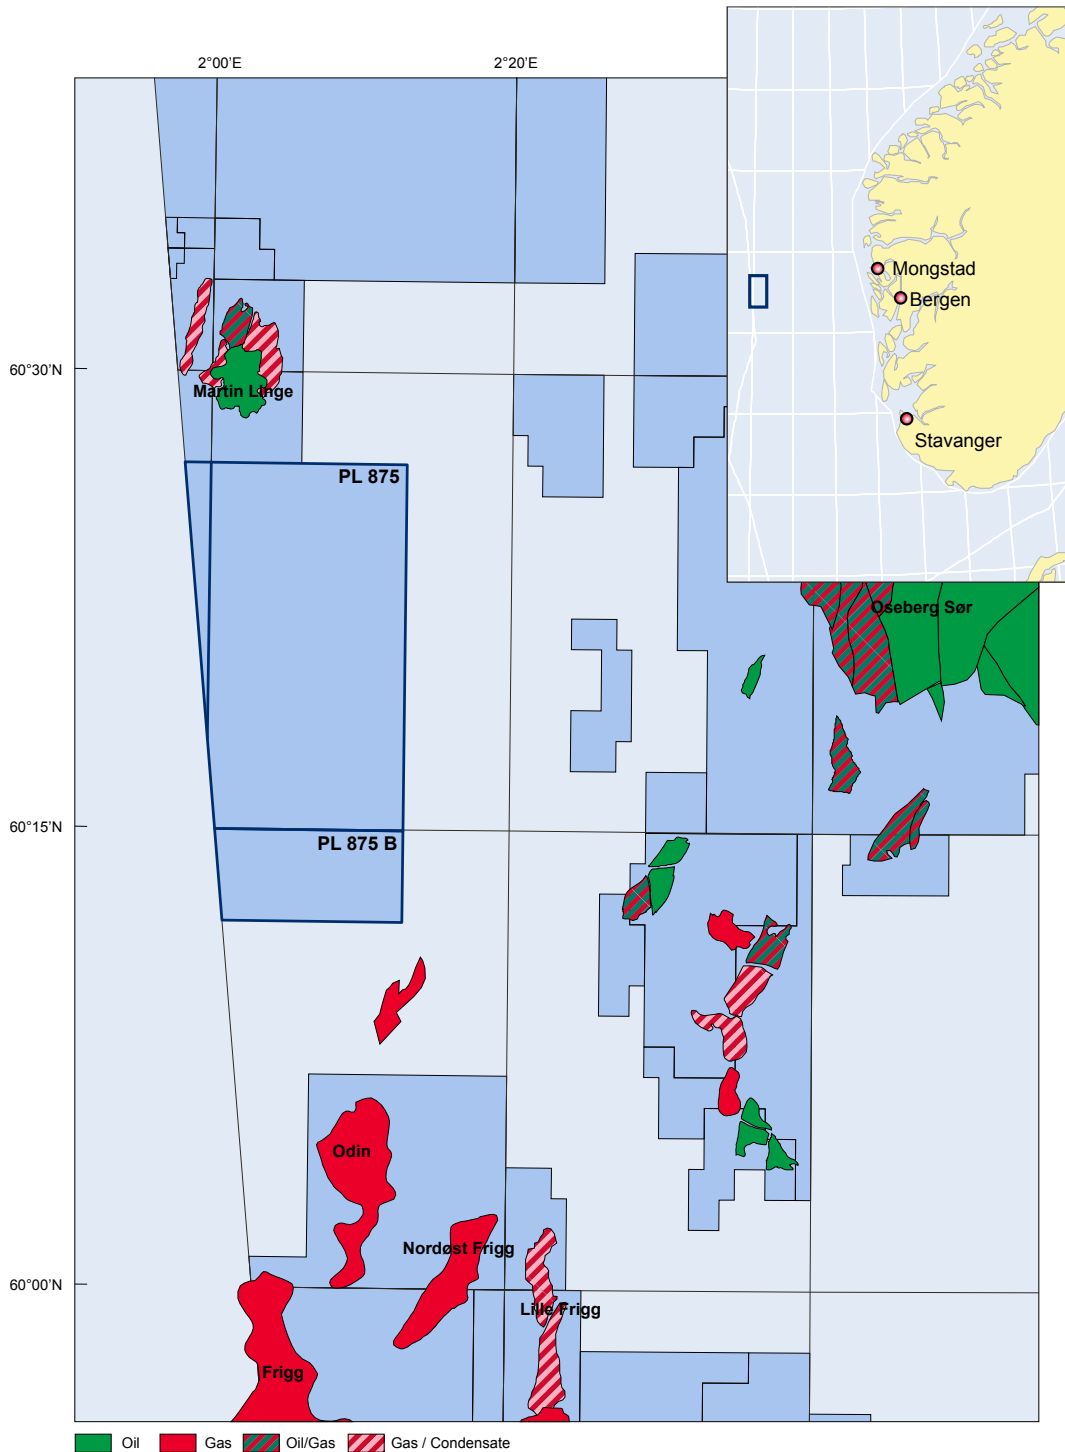 2°00'E
2°20'E
Mongstad
Bergen
Stavanger
60°30'N
Martin Linge
PL 875
Oseberg Sør
60°15'N
PL 875 B
Odin
Nordøst Frigg
60°00'N
Lille Frigg
Frigg
Oil
Gas
Oil/Gas
Gas / Condensate